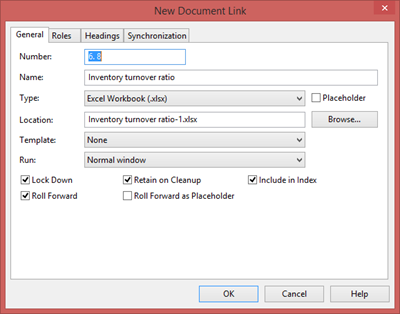 New Document Link
General Roles Headings Synchronization
Number: 6. 8
Name: Inventory turnover ratio
Type: Excel Workbook (.xlsx) Placeholder
Location: Inventory turnover ratio-1.xlsx Browse...
Template: None
Run: Normal window
Lock Down Retain on Cleanup Include in Index
Roll Forward Roll Forward as Placeholder
OK Cancel Help